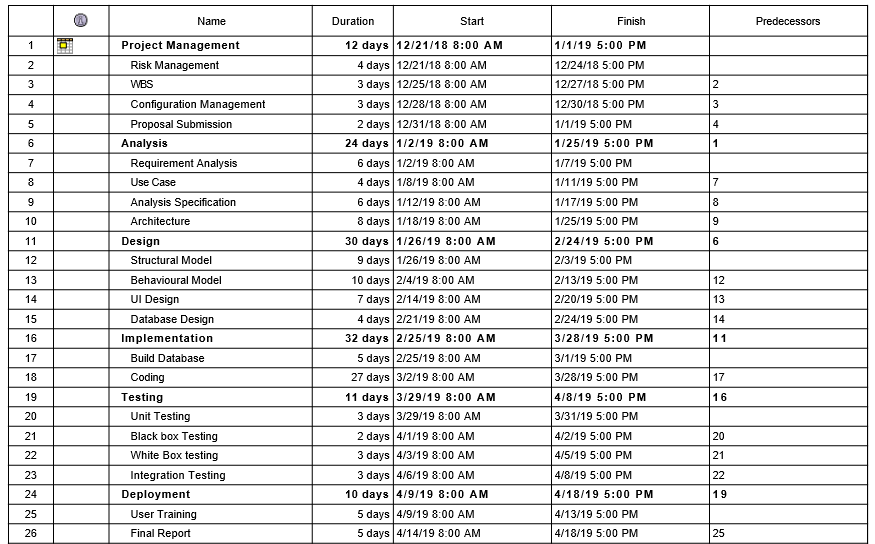 Name Duration Start Finish Predecessors
1 Project Management 12 days 12/21/18 8:00 AM 1/1/19 5:00 PM
2 Risk Management 4 days 12/21/18 8:00 AM 12/24/18 5:00 PM
3 WBS 3 days 12/25/18 8:00 AM 12/27/18 5:00 PM 2
4 Configuration Management 3 days 12/28/18 8:00 AM 12/30/18 5:00 PM 3
5 Proposal Submission 2 days 12/31/18 8:00 AM 1/1/19 5:00 PM 4
6 Analysis 24 days 1/2/19 8:00 AM 1/25/19 5:00 PM 1
7 Requirement Analysis 6 days 1/2/19 8:00 AM 1/7/19 5:00 PM
8 Use Case 4 days 1/8/19 8:00 AM 1/11/19 5:00 PM 7
9 Analysis Specification 6 days 1/12/19 8:00 AM 1/17/19 5:00 PM 8
10 Architecture 8 days 1/18/19 8:00 AM 1/25/19 5:00 PM 9
11 Design 30 days 1/26/19 8:00 AM 2/24/19 5:00 PM 6
12 Structural Model 9 days 1/26/19 8:00 AM 2/3/19 5:00 PM
13 Behavioural Model 10 days 2/4/19 8:00 AM 2/13/19 5:00 PM 12
14 UI Design 7 days 2/14/19 8:00 AM 2/20/19 5:00 PM 13
15 Database Design 4 days 2/21/19 8:00 AM 2/24/19 5:00 PM 14
16 Implementation 32 days 2/25/19 8:00 AM 3/28/19 5:00 PM 11
17 Build Database 5 days 2/25/19 8:00 AM 3/1/19 5:00 PM
18 Coding 27 days 3/2/19 8:00 AM 3/28/19 5:00 PM 17
19 Testing 11 days 3/29/19 8:00 AM 4/8/19 5:00 PM 16
20 Unit Testing 3 days 3/29/19 8:00 AM 3/31/19 5:00 PM
21 Black box Testing 2 days 4/1/19 8:00 AM 4/2/19 5:00 PM 20
22 White Box testing 3 days 4/3/19 8:00 AM 4/5/19 5:00 PM 21
23 Integration Testing 3 days 4/6/19 8:00 AM 4/8/19 5:00 PM 22
24 Deployment 10 days 4/9/19 8:00 AM 4/18/19 5:00 PM 19
25 User Training 5 days 4/9/19 8:00 AM 4/13/19 5:00 PM
26 Final Report 5 days 4/14/19 8:00 AM 4/18/19 5:00 PM 25